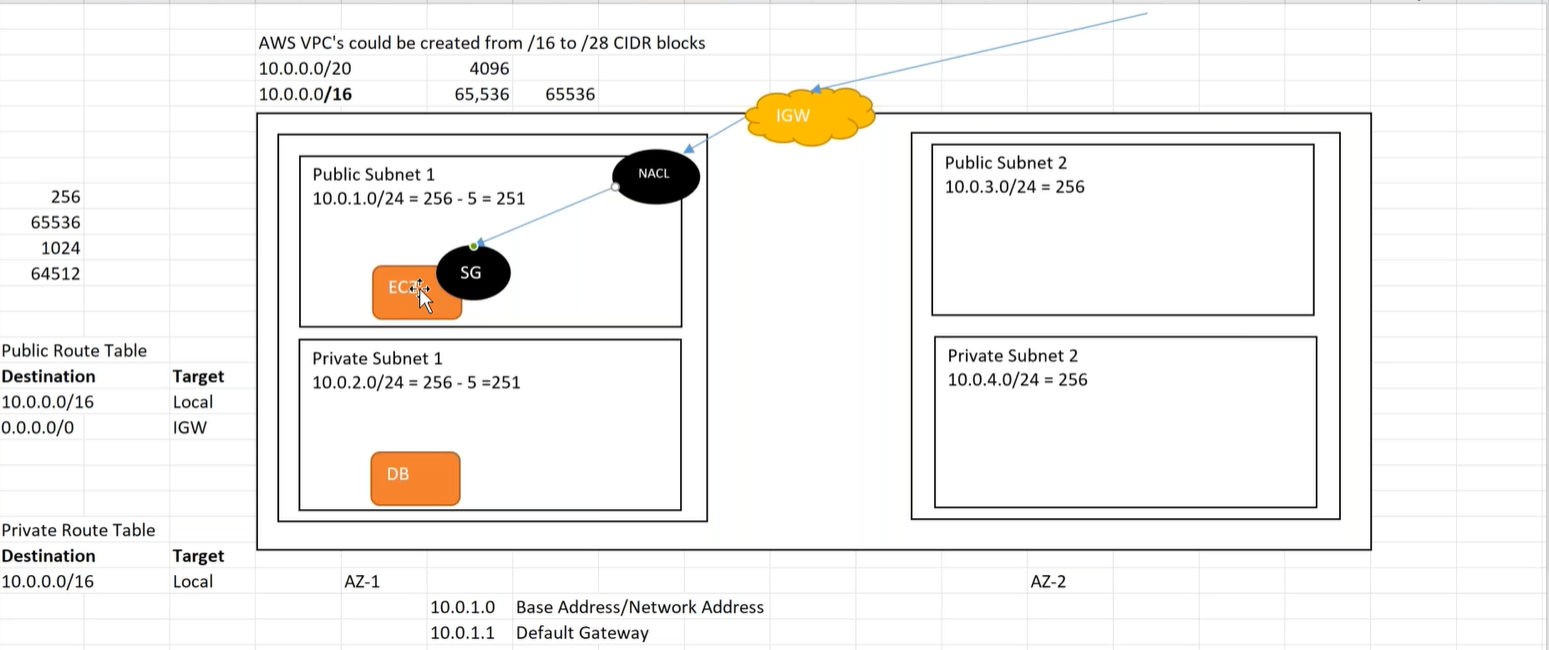 AWS VPC's could be created from /16 to /28 CIDR blocks
10.0.0.0/20 4096
10.0.0.0/16 65,536 65536
IGW
Public Subnet 1
10.0.1.0/24 = 256 - 5 = 251
NACL
SG
Private Subnet 1
10.0.2.0/24 = 256 - 5 =251
DB
Public Subnet 2
10.0.3.0/24 = 256
Private Subnet 2
10.0.4.0/24 = 256
256
65536
1024
64512
Public Route Table
Destination Target
10.0.0.0/16 Local
0.0.0.0/0 IGW
Private Route Table
Destination Target
10.0.0.0/16 Local
AZ-1
AZ-2
10.0.1.0 Base Address/Network Address
10.0.1.1 Default Gateway